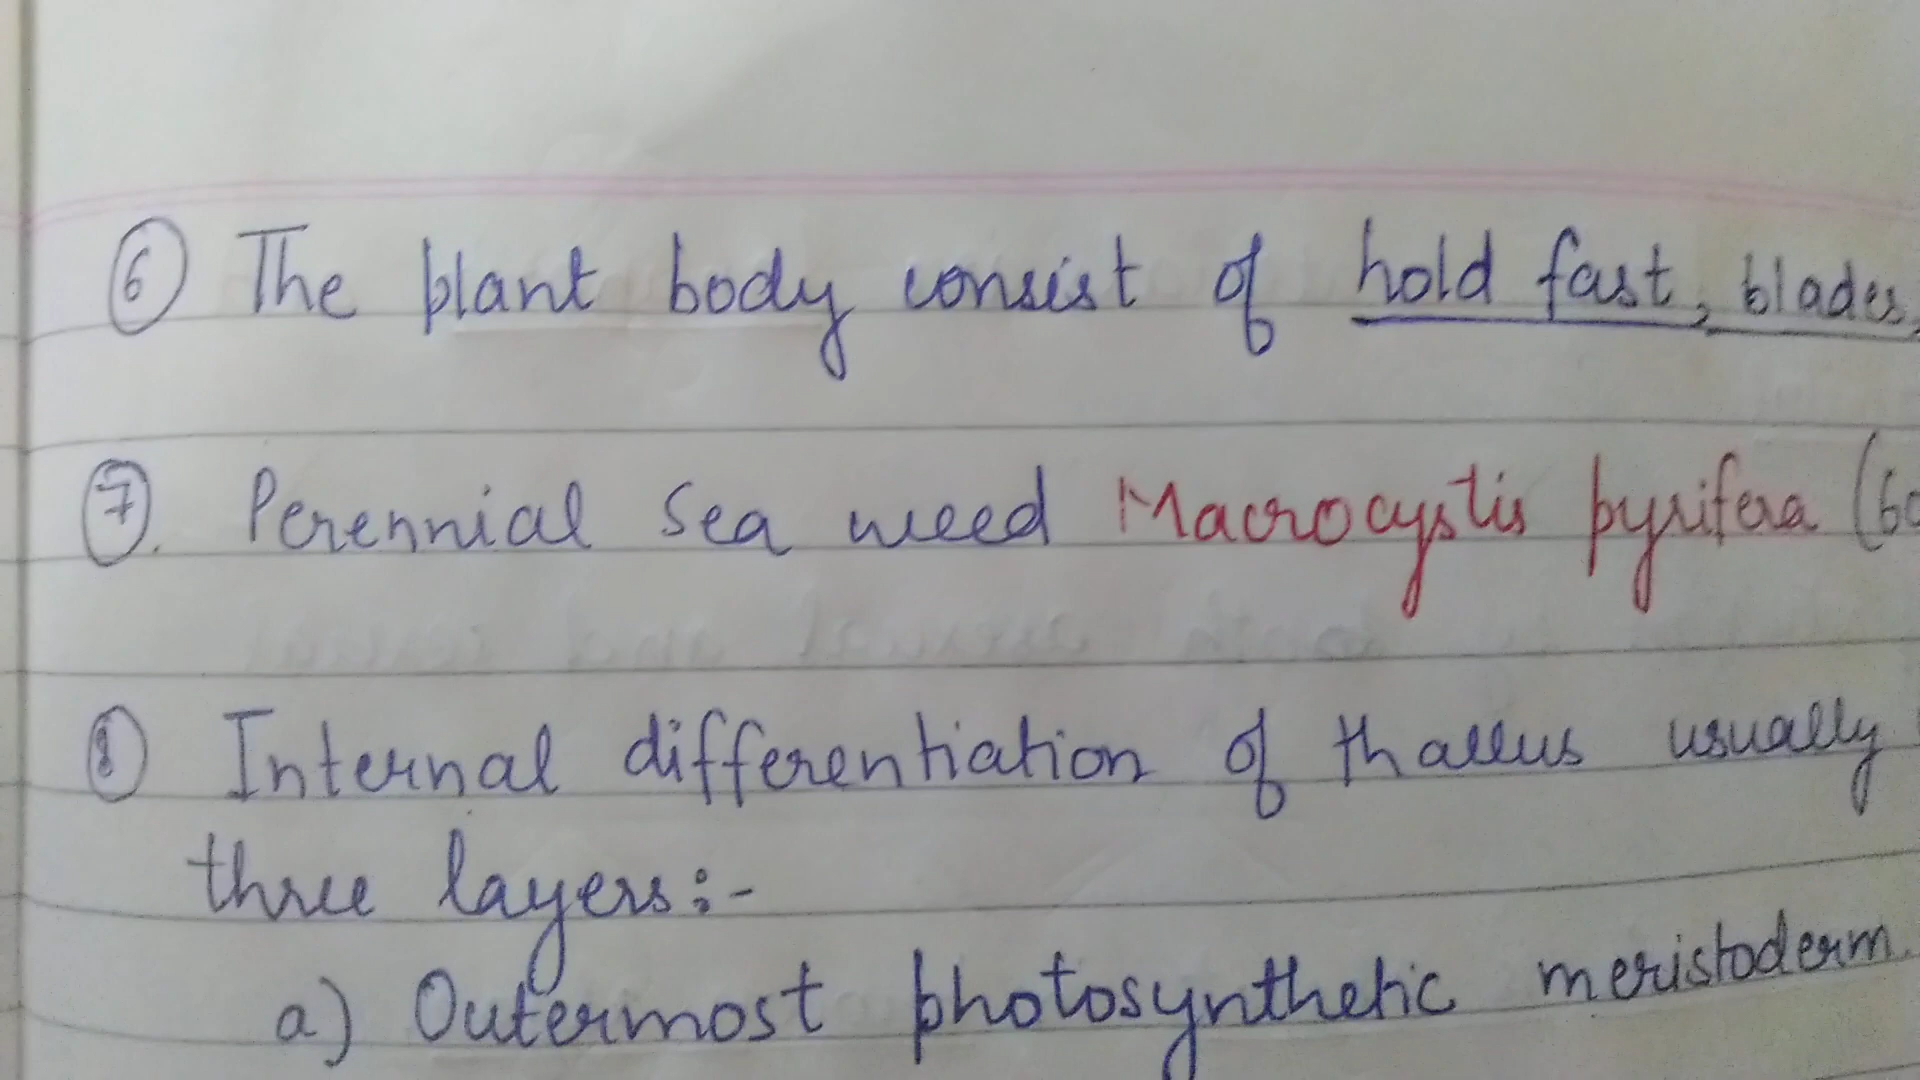 6 The plant body consist of hold fast, blades,
7. Perennial Sea weed Macrocystis pyrifera (60
8 Internal differentiation of thallus usually
three layers:-
a) Outermost photosynthetic meristoderm.